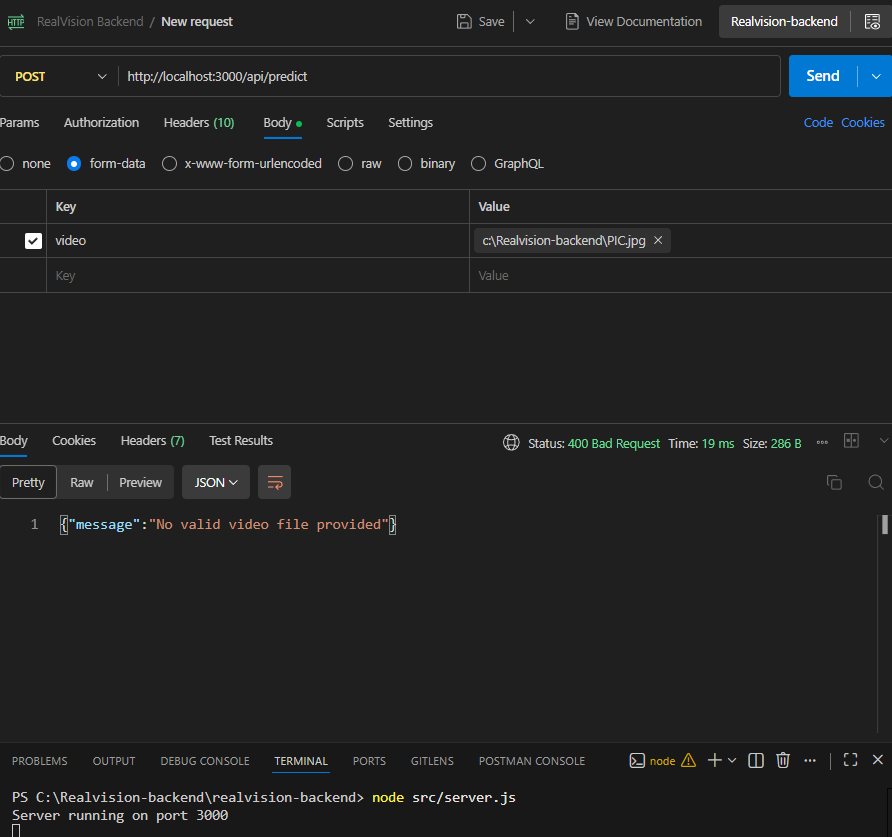 HTTP RealVision Backend / New request Save View Documentation Realvision-backend
POST http://localhost:3000/api/predict Send
Params Authorization Headers (10) Body Scripts Settings Code Cookies
none form-data x-www-form-urlencoded raw binary GraphQL
Key Value
video c:\Realvision-backend\PIC.jpg
Key Value
Body Cookies Headers (7) Test Results Status: 400 Bad Request Time: 19 ms Size: 286 B
Pretty Raw Preview JSON
1 {"message":"No valid video file provided"}
PROBLEMS OUTPUT DEBUG CONSOLE TERMINAL PORTS GITLENS POSTMAN CONSOLE node
PS C:\Realvision-backend\realvision-backend> node src/server.js
Server running on port 3000